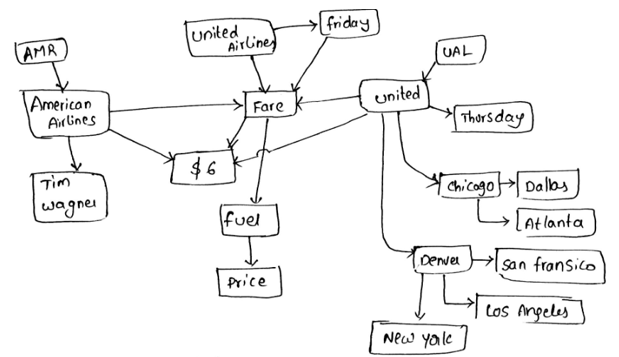 United
Airlines
friday
AMR
UAL
American
Airlines
Fare
United
Thursday
$6
Tim
Wagner
Chicago
Dallas
Atlanta
fuel
Denver
San fransico
Price
Los Angeles
New York